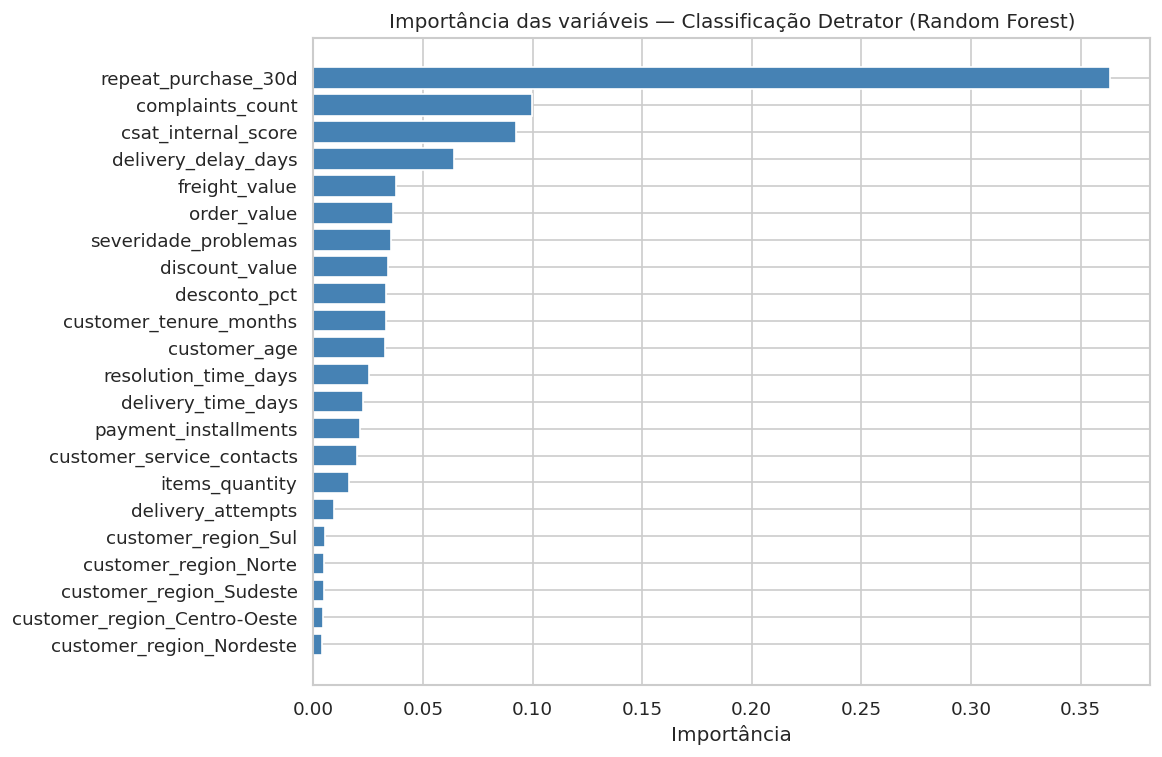 Importância das variáveis — Classificação Detrator (Random Forest)
repeat_purchase_30d
complaints_count
csat_internal_score
delivery_delay_days
freight_value
order_value
severidade_problemas
discount_value
desconto_pct
customer_tenure_months
customer_age
resolution_time_days
delivery_time_days
payment_installments
customer_service_contacts
items_quantity
delivery_attempts
customer_region_Sul
customer_region_Norte
customer_region_Sudeste
customer_region_Centro-Oeste
customer_region_Nordeste
0.00 0.05 0.10 0.15 0.20 0.25 0.30 0.35
Importância